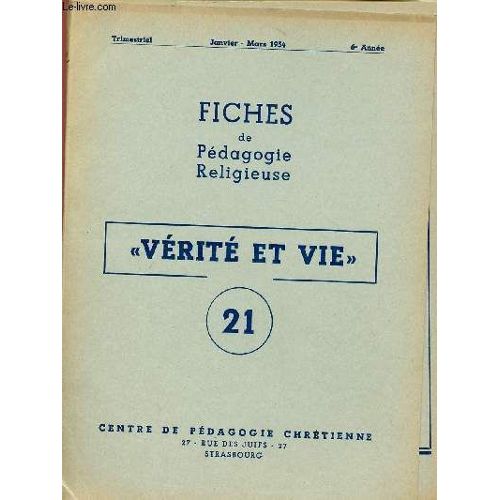 Le-livre.com
Trimestriel Janvier - Mars 1954 6e Année
FICHES
de
Pédagogie
Religieuse
«VÉRITÉ ET VIE»
21
CENTRE DE PÉDAGOGIE CHRÉTIENNE
27 - RUE DES JUIFS - 27
STRASBOURG